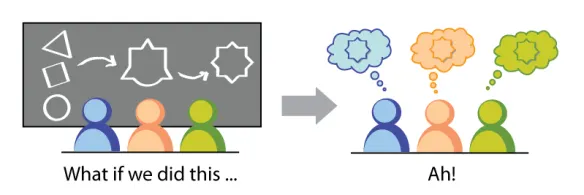 What if we did this ...
Ah!